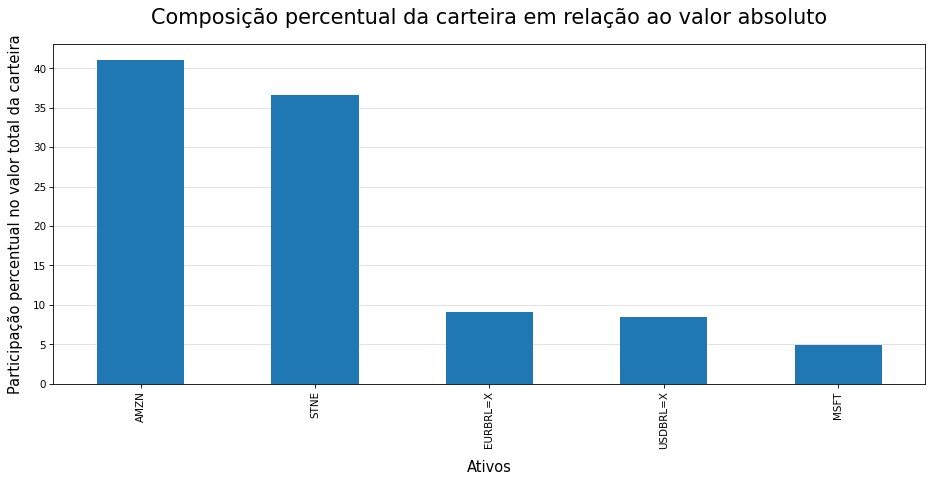 Composição percentual da carteira em relação ao valor absoluto
Participação percentual no valor total da carteira
40
35
30
25
20
15
10
5
0
AMZN
STNE
EURBRL=X
USDBRL=X
MSFT
Ativos